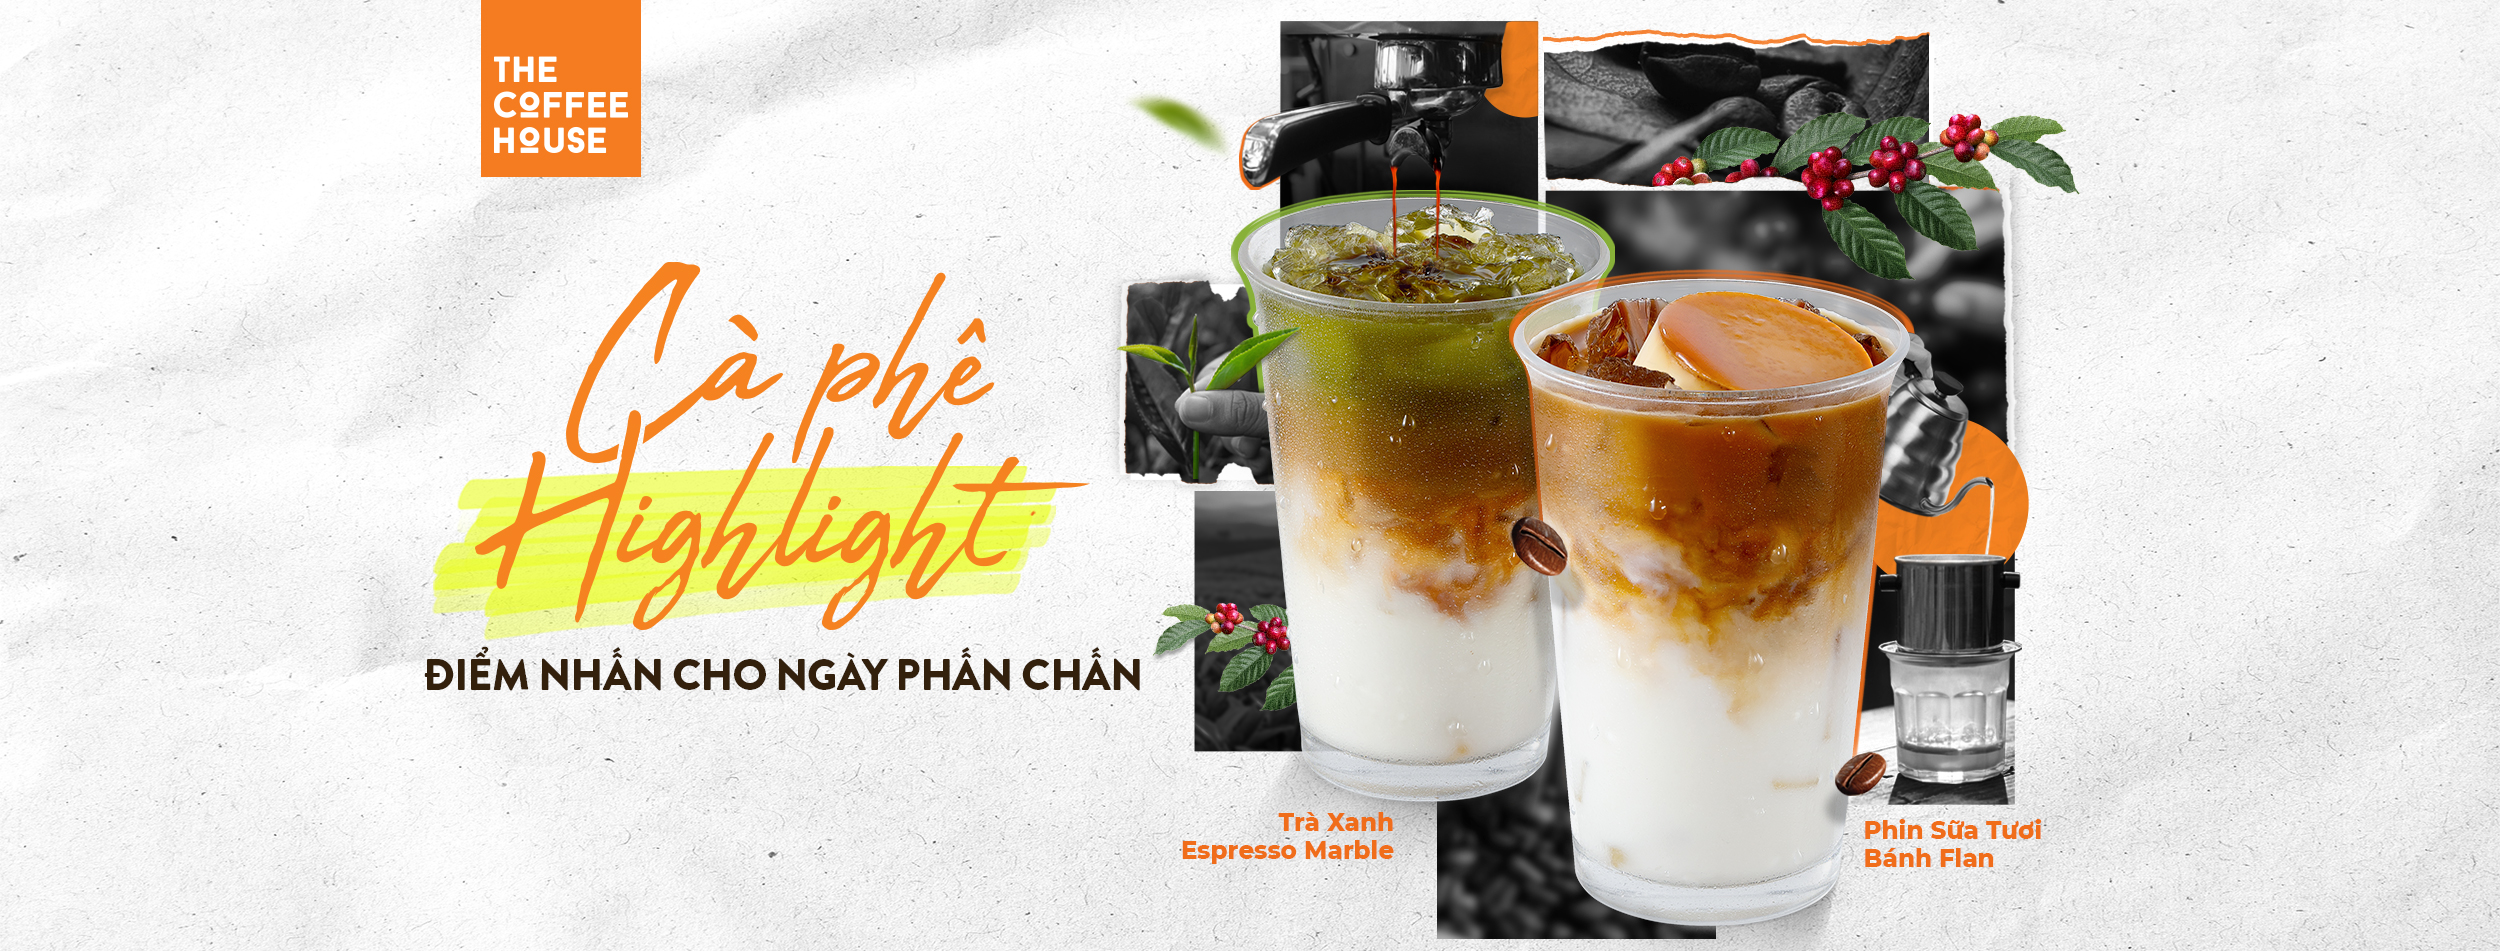 THE
COFFEE
HOUSE
Cà phê
Highlight
ĐIỂM NHẤN CHO NGÀY PHẤN CHẤN
Trà Xanh
Espresso Marble
Phin Sữa Tươi
Bánh Flan